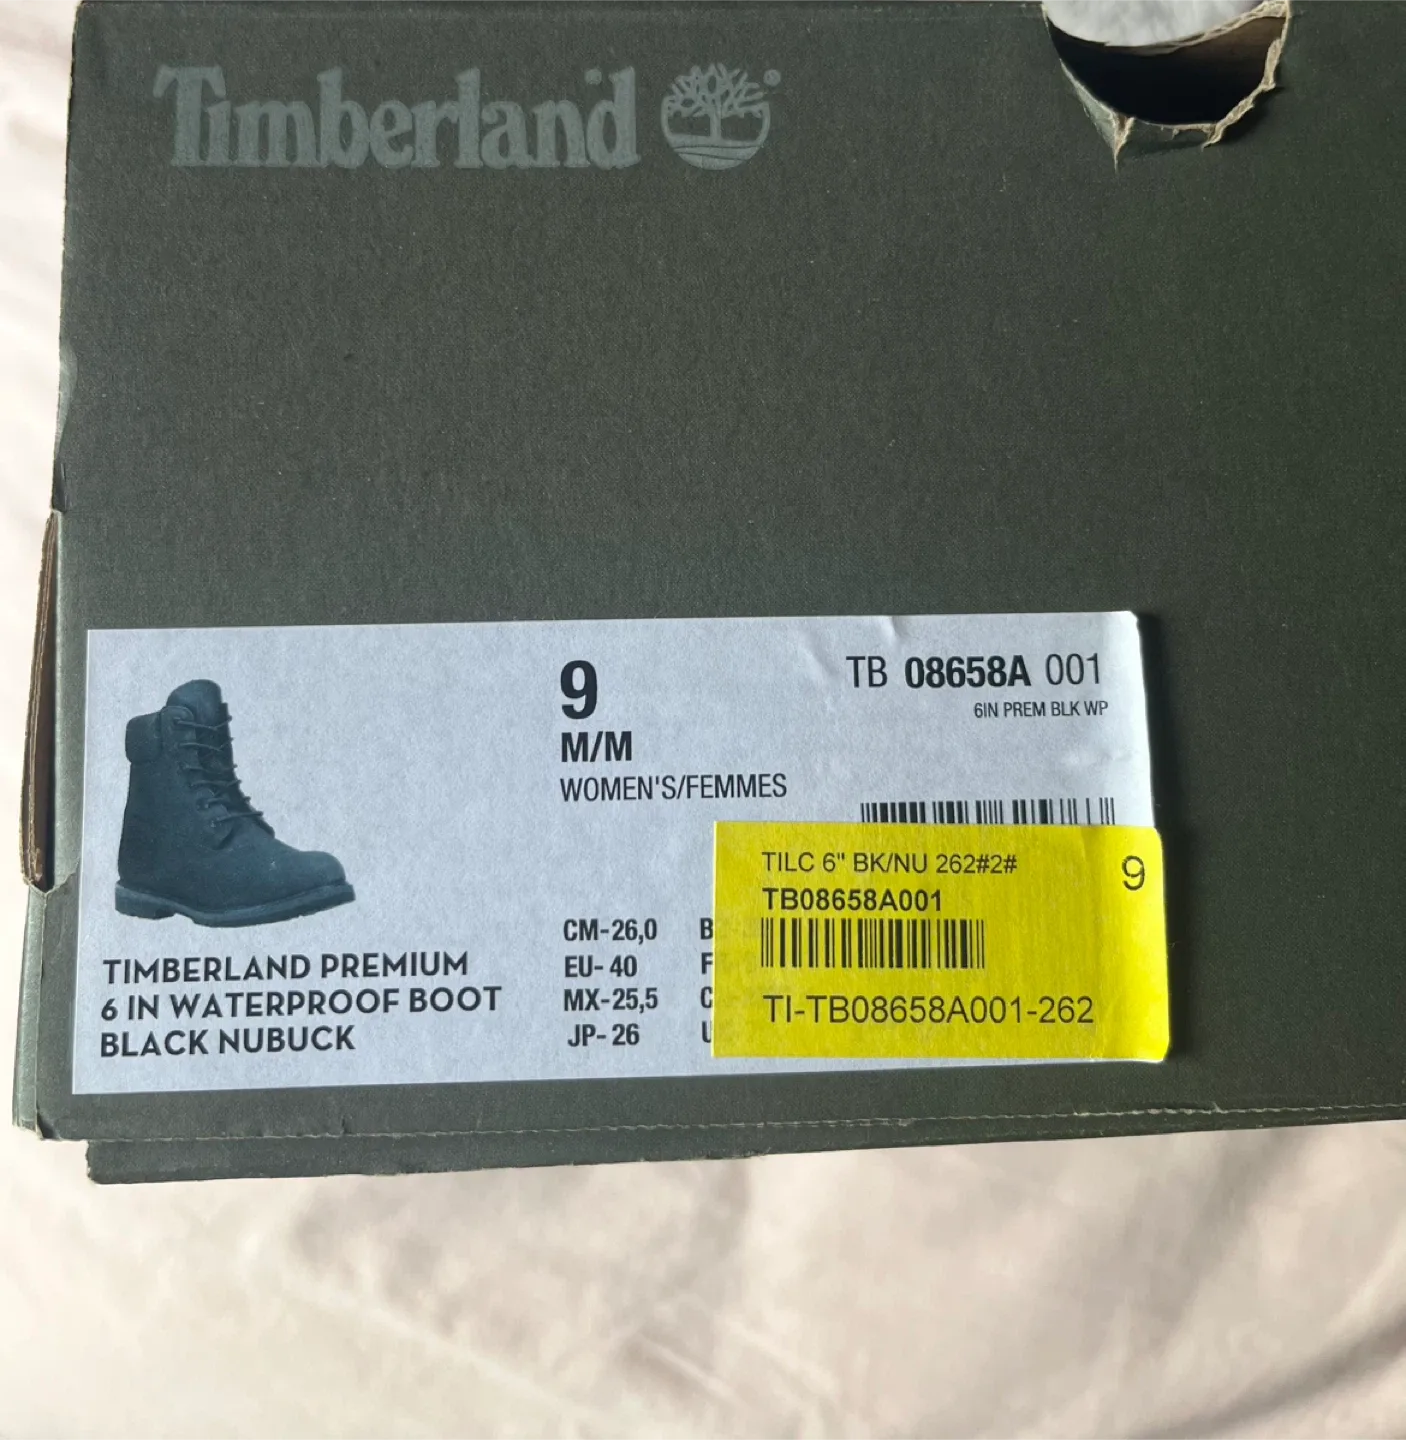 Timberland
9
M/M
WOMEN'S/FEMMES
TB 08658A 001
6IN PREM BLK WP
TIMBERLAND PREMIUM
6 IN WATERPROOF BOOT
BLACK NUBUCK
CM-26,0
EU- 40
MX-25,5
JP- 26
TILC 6" BK/NU 262#2#
9
TB08658A001
TI-TB08658A001-262